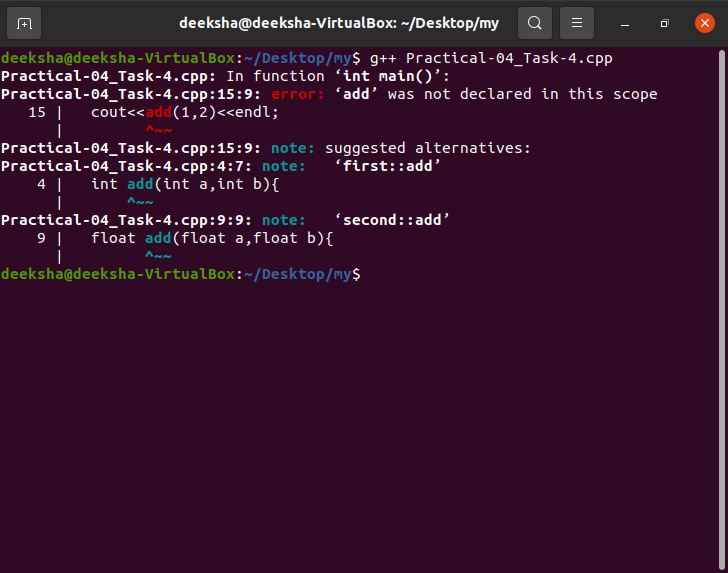 deeksha@deeksha-VirtualBox: ~/Desktop/my
deeksha@deeksha-VirtualBox:~/Desktop/my$ g++ Practical-04_Task-4.cpp
Practical-04_Task-4.cpp: In function ‘int main()’:
Practical-04_Task-4.cpp:15:9: error: ‘add’ was not declared in this scope
   15 |   cout<<add(1,2)<<endl;
      |         ^~~
Practical-04_Task-4.cpp:15:9: note: suggested alternatives:
Practical-04_Task-4.cpp:4:7: note:   ‘first::add’
    4 |   int add(int a,int b){
      |       ^~~
Practical-04_Task-4.cpp:9:9: note:   ‘second::add’
    9 |   float add(float a,float b){
      |         ^~~
deeksha@deeksha-VirtualBox:~/Desktop/my$